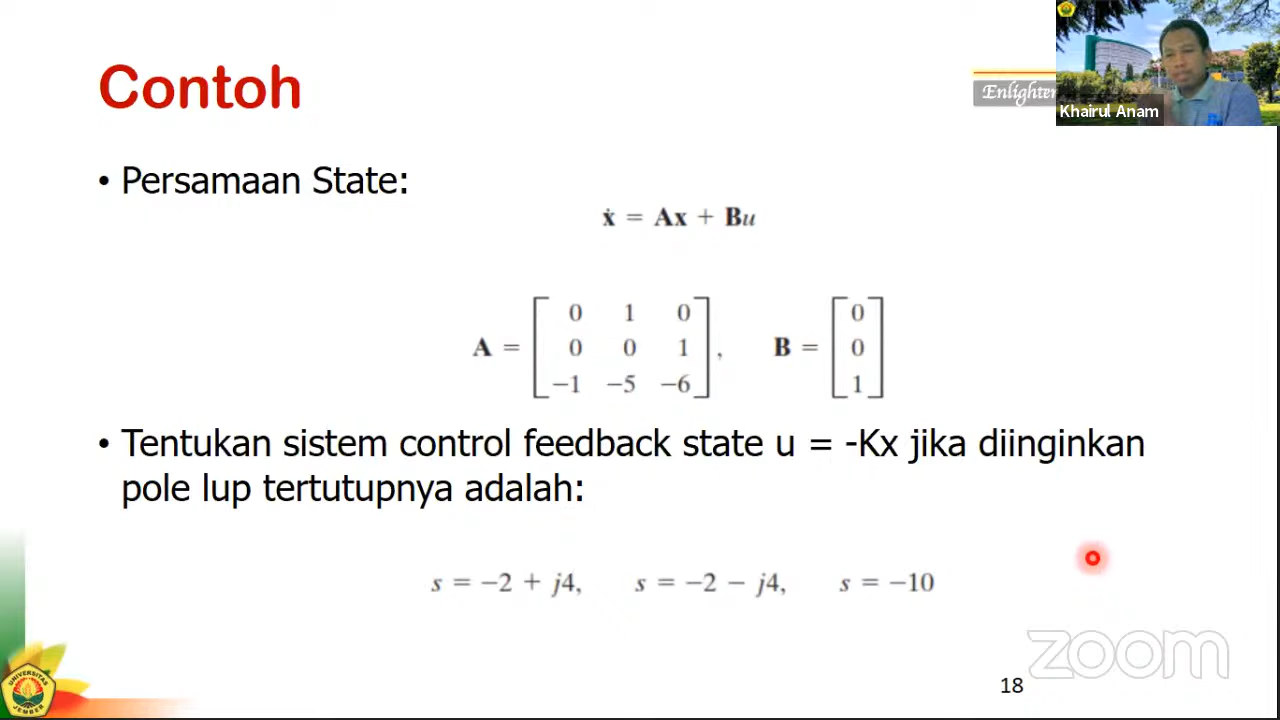 Contoh
Enlighten
Khairul Anam
• Persamaan State:
ẋ = Ax + Bu
A = [ 0 1 0
0 0 1
−1 −5 −6 ] , B = [ 0
0
1 ]
• Tentukan sistem control feedback state u = -Kx jika diinginkan
pole lup tertutupnya adalah:
s = −2 + j4, s = −2 − j4, s = −10
zoom
18
UNIVERSITAS
JEMBER